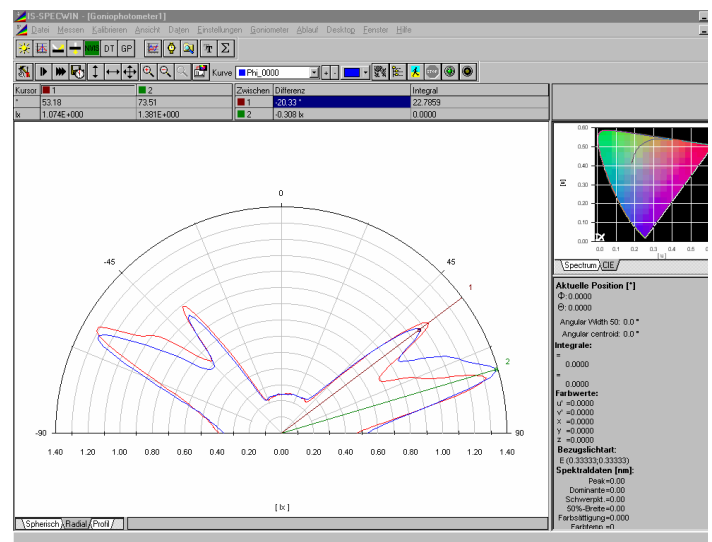 IS-SPECWIN - [Goniophotometer1]
Datei Messen Kalibrieren Ansicht Daten Einstellungen Goniometer Ablauf Desktop Fenster Hilfe
DT GP T Σ
Kurve Phi_0000 + -
Kursor 1 2 Zwischen Differenz Integral
° 53.18 73.51 1 -20.33 ° 22.7859
lx 1.074E+000 1.381E+000 2 -0.308 lx 0.0000
0
-45 45
1
2
-90 90
1.40 1.20 1.00 0.80 0.60 0.40 0.20 0.00 0.20 0.40 0.60 0.80 1.00 1.20 1.40
[ lx ]
Sphärisch Radial Profil
0.60
0.50
0.40
[v]
0.30
0.20
0.10
0.00
0.0 0.1 0.2 0.3 0.4
[ u ]
Spectrum CIE
Aktuelle Position [°]
Φ: 0.0000
Θ: 0.0000
Angular Width 50: 0.0 °
Angular centroid: 0.0 °
Integrale:
=
0.0000
=
0.0000
Farbwerte:
u' =0.0000
v' =0.0000
x =0.0000
y =0.0000
z =0.0000
Bezugslichtart:
E (0.33333;0.33333)
Spektraldaten [nm]:
Peak=0.00
Dominante=0.00
Schwerpkt.=0.00
50%-Breite=0.00
Farbsättigung=0.000
Farbtemp.=0